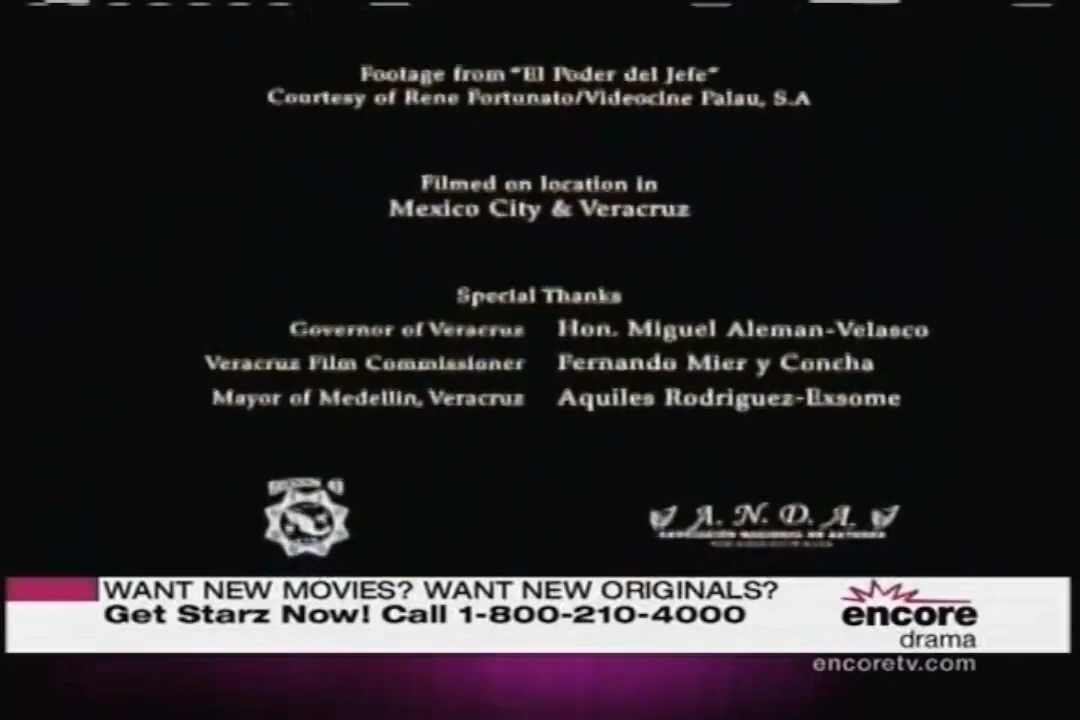 Footage from "El Poder del Jefe"
Courtesy of Rene Fortunato/Videocine Palau, S.A
Filmed on location in
Mexico City & Veracruz
Special Thanks
Governor of Veracruz Hon. Miguel Aleman-Velasco
Veracruz Film Commissioner Fernando Mier y Concha
Mayor of Medellin, Veracruz Aquiles Rodriguez-Exsome
A. N. D. A.
WANT NEW MOVIES? WANT NEW ORIGINALS?
Get Starz Now! Call 1-800-210-4000
encore
drama
encoretv.com